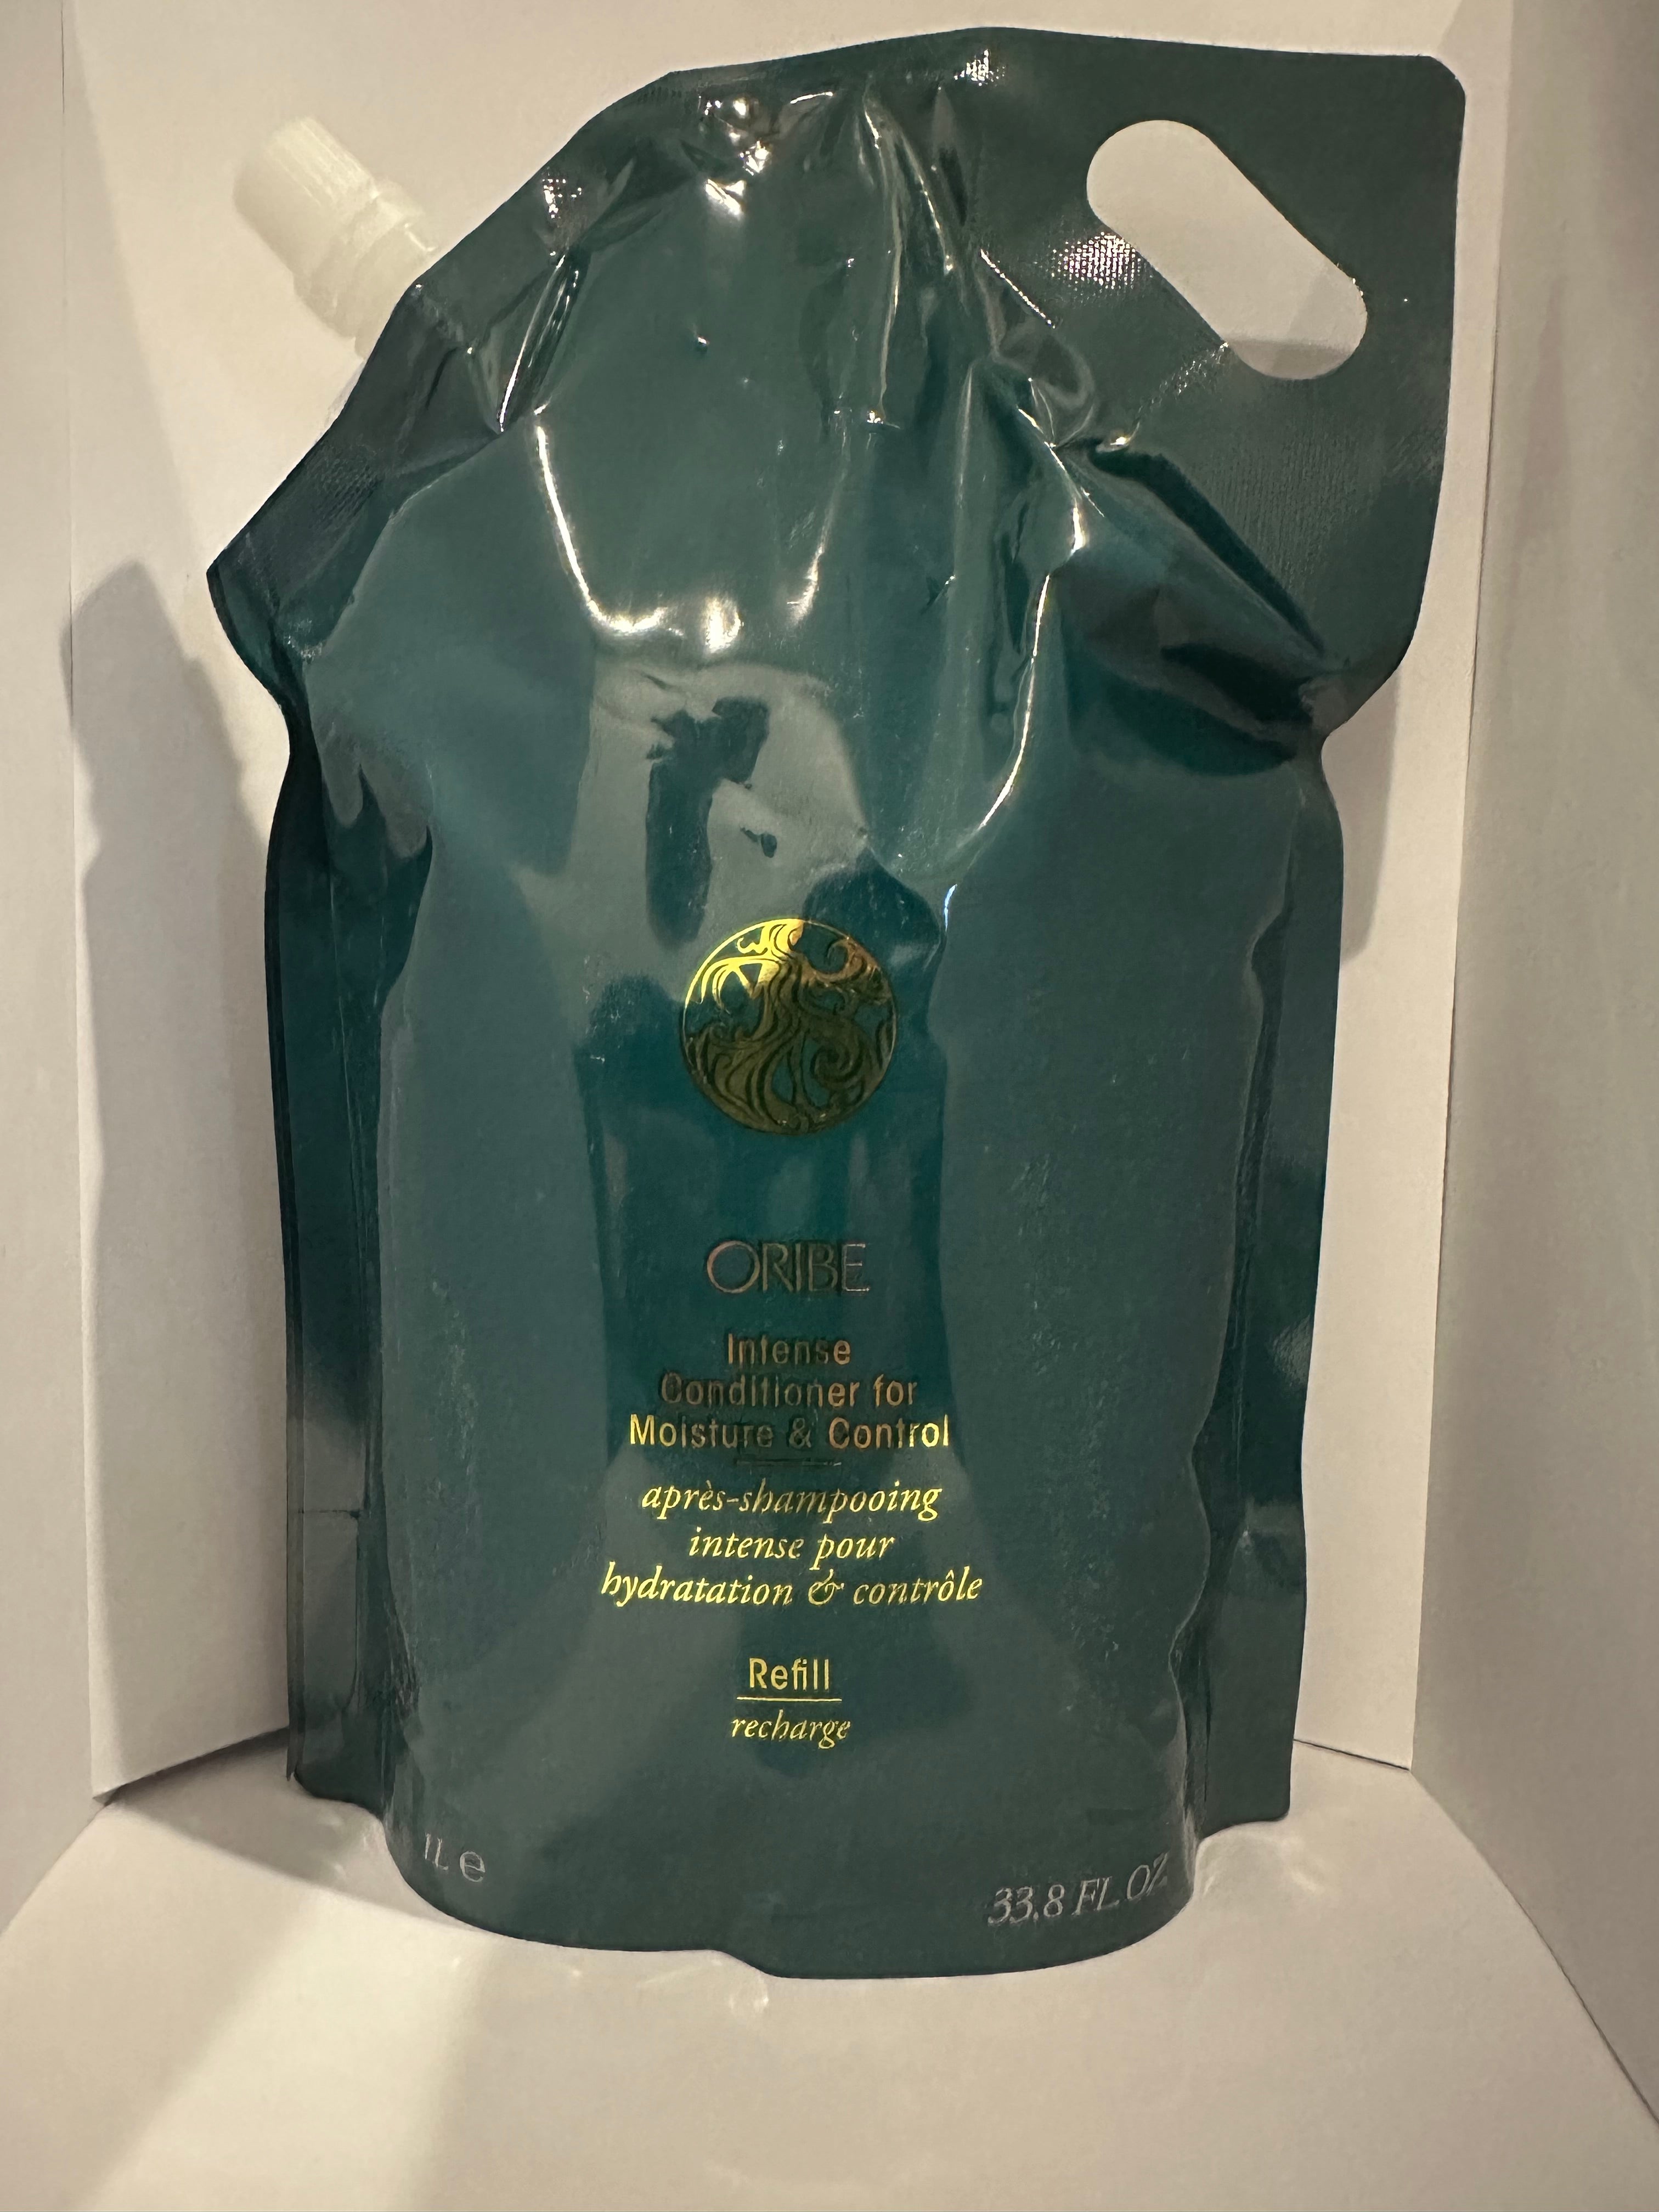 ORIBE
Intense
Conditioner for
Moisture & Control
après-shampooing
intense pour
hydratation & contrôle
Refill
recharge
1L ℮
33.8 FL OZ